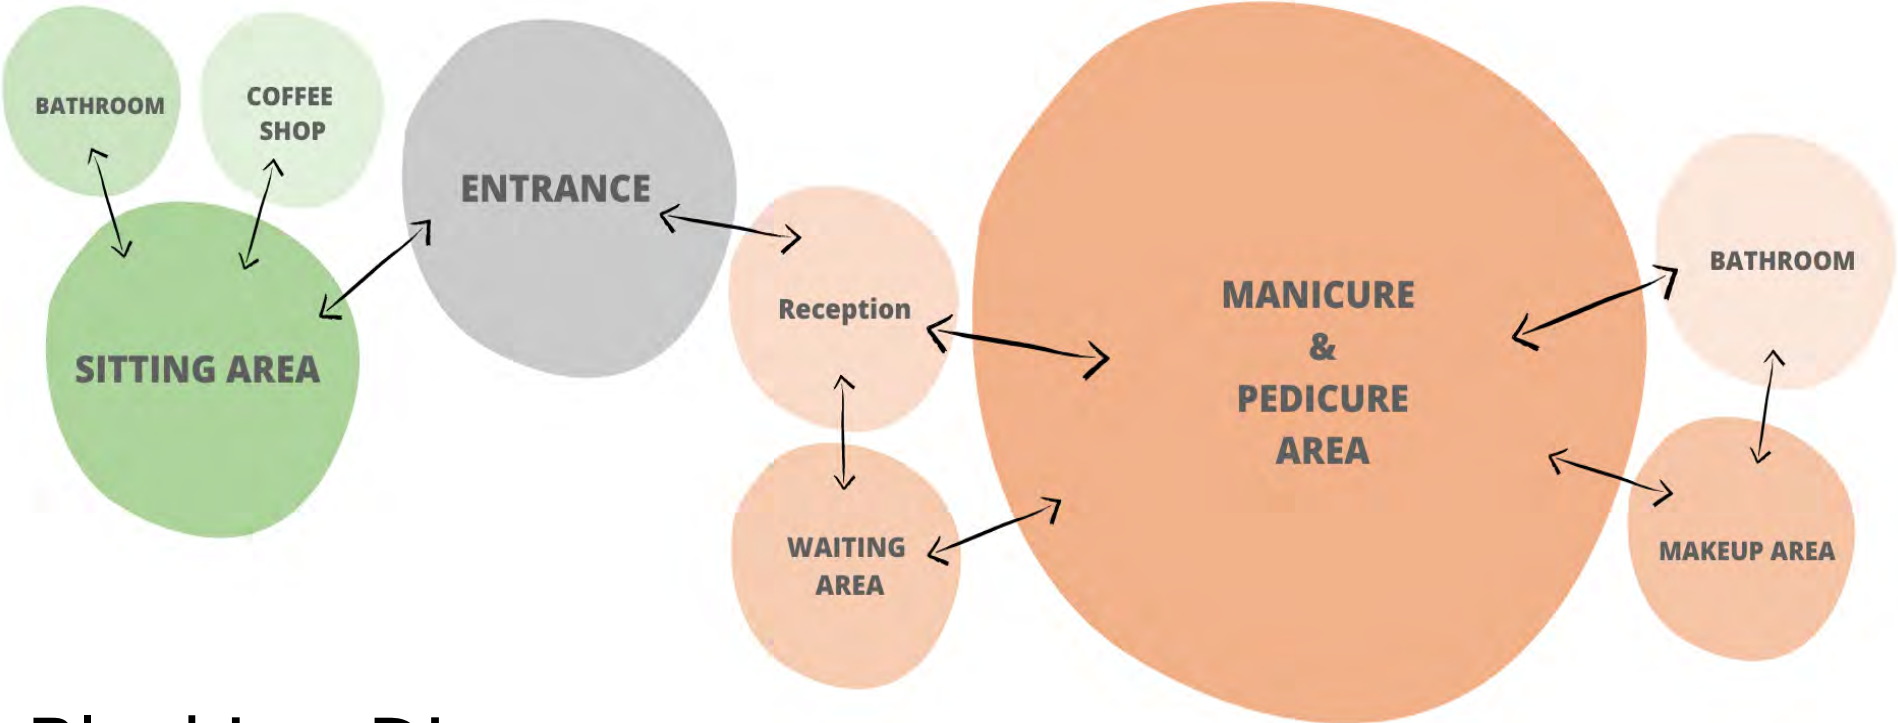 BATHROOM
COFFEE
SHOP
ENTRANCE
SITTING AREA
Reception
WAITING
AREA
MANICURE
&
PEDICURE
AREA
BATHROOM
MAKEUP AREA